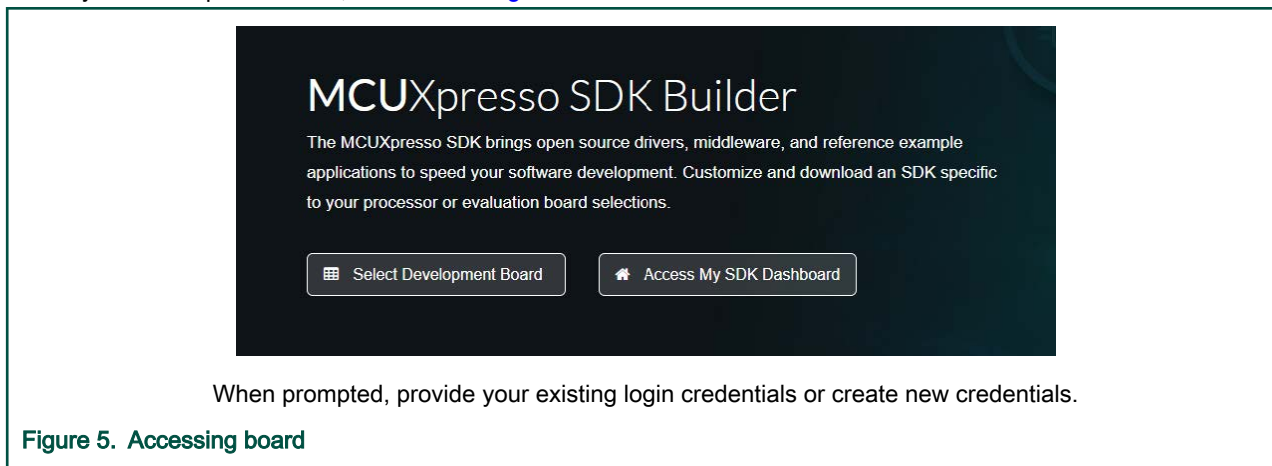 MCUXpresso SDK Builder
The MCUXpresso SDK brings open source drivers, middleware, and reference example
applications to speed your software development. Customize and download an SDK specific
to your processor or evaluation board selections.
Select Development Board
Access My SDK Dashboard
When prompted, provide your existing login credentials or create new credentials.
Figure 5. Accessing board